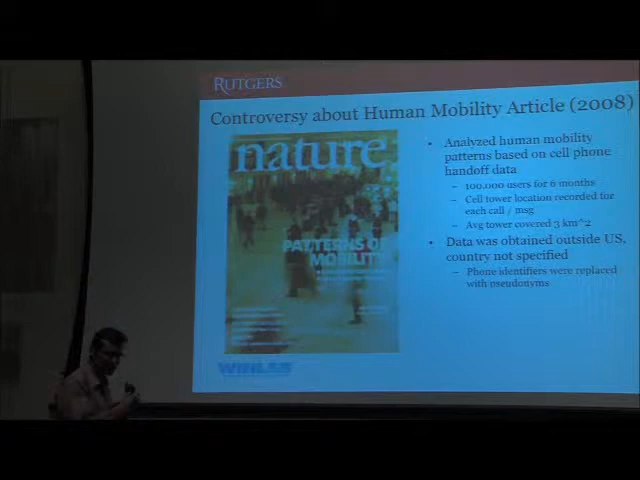 RUTGERS
Controversy about Human Mobility Article (2008)
nature
PATTERNS OF
MOBILITY
• Analyzed human mobility
patterns based on cell phone
handoff data
– 100,000 users for 6 months
– Cell tower location recorded for
each call / msg
– Avg tower covered 3 km^2
• Data was obtained outside US,
country not specified
– Phone identifiers were replaced
with pseudonyms
WINLAB